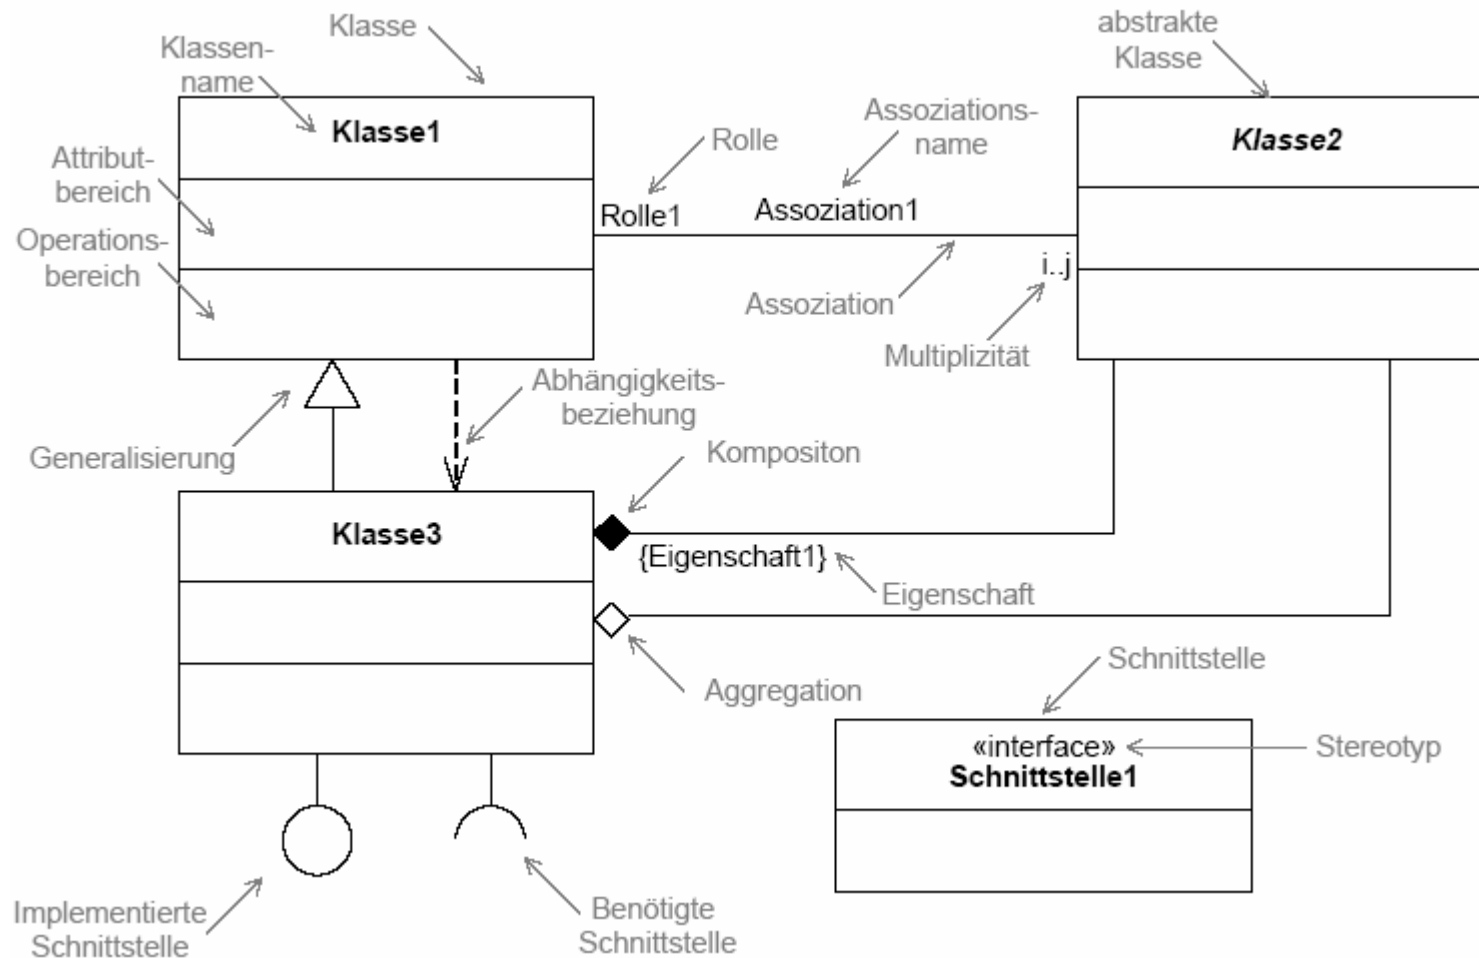 Klasse
abstrakte
Klasse
Klassen-
name
Klasse1
Assoziations-
name
Klasse2
Rolle
Attribut-
bereich
Rolle1
Assoziation1
Operations-
bereich
i..j
Assoziation
Multiplizität
Abhängigkeits-
beziehung
Generalisierung
Kompositon
Klasse3
{Eigenschaft1}
Eigenschaft
Schnittstelle
Aggregation
«interface»
Stereotyp
Schnittstelle1
Implementierte
Schnittstelle
Benötigte
Schnittstelle